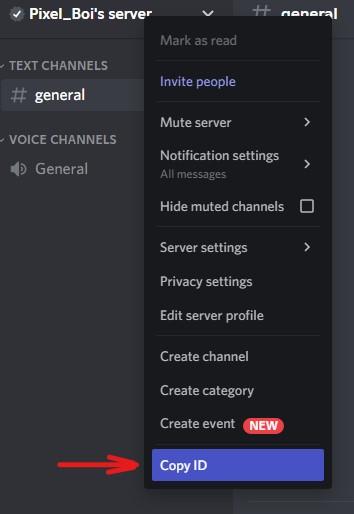 Pixel_Boi's server
general
TEXT CHANNELS
# general
VOICE CHANNELS
General
Mark as read
Invite people
Mute server
Notification settings
All messages
Hide muted channels
Server settings
Privacy settings
Edit server profile
Create channel
Create category
Create event NEW
Copy ID